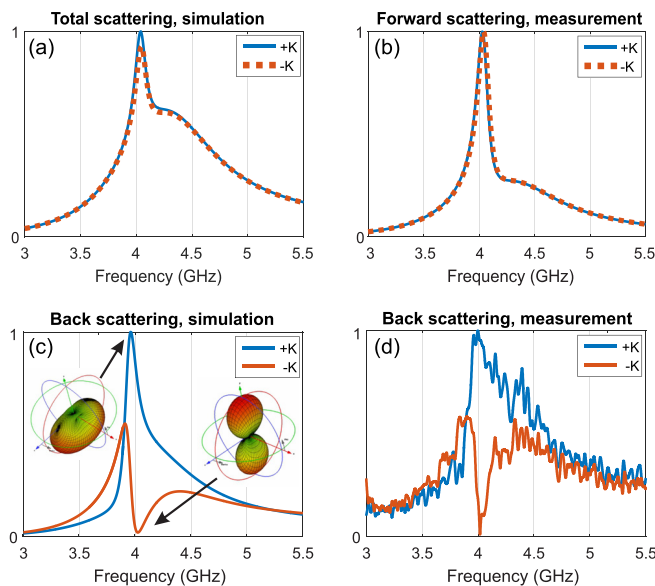 Total scattering, simulation
(a)
+K
-K
1
0
3
3.5
4
4.5
5
5.5
Frequency (GHz)
Forward scattering, measurement
(b)
+K
-K
1
0
3
3.5
4
4.5
5
5.5
Frequency (GHz)
Back scattering, simulation
(c)
+K
-K
1
0
3
3.5
4
4.5
5
5.5
Frequency (GHz)
Back scattering, measurement
(d)
+K
-K
1
0
3
3.5
4
4.5
5
5.5
Frequency (GHz)